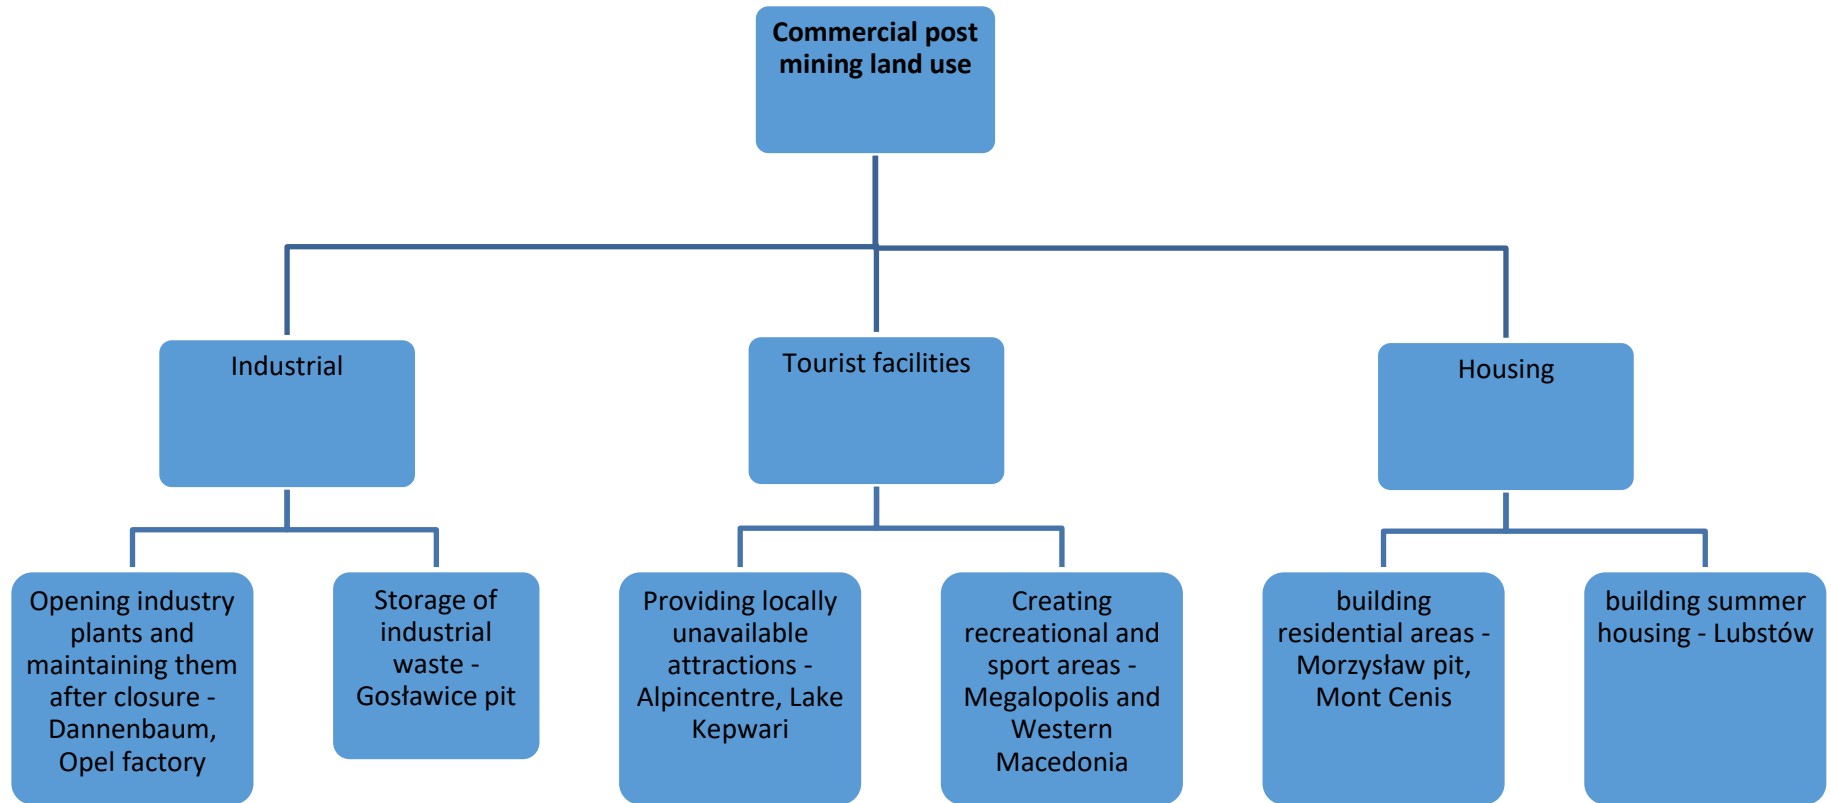 Commercial post
mining land use
Industrial
Tourist facilities
Housing
Opening industry
plants and
maintaining them
after closure -
Dannenbaum,
Opel factory
Storage of
industrial
waste -
Gosławice pit
Providing locally
unavailable
attractions -
Alpincentre, Lake
Kepwari
Creating
recreational and
sport areas -
Megalopolis and
Western
Macedonia
building
residential areas -
Morzysław pit,
Mont Cenis
building summer
housing - Lubstów